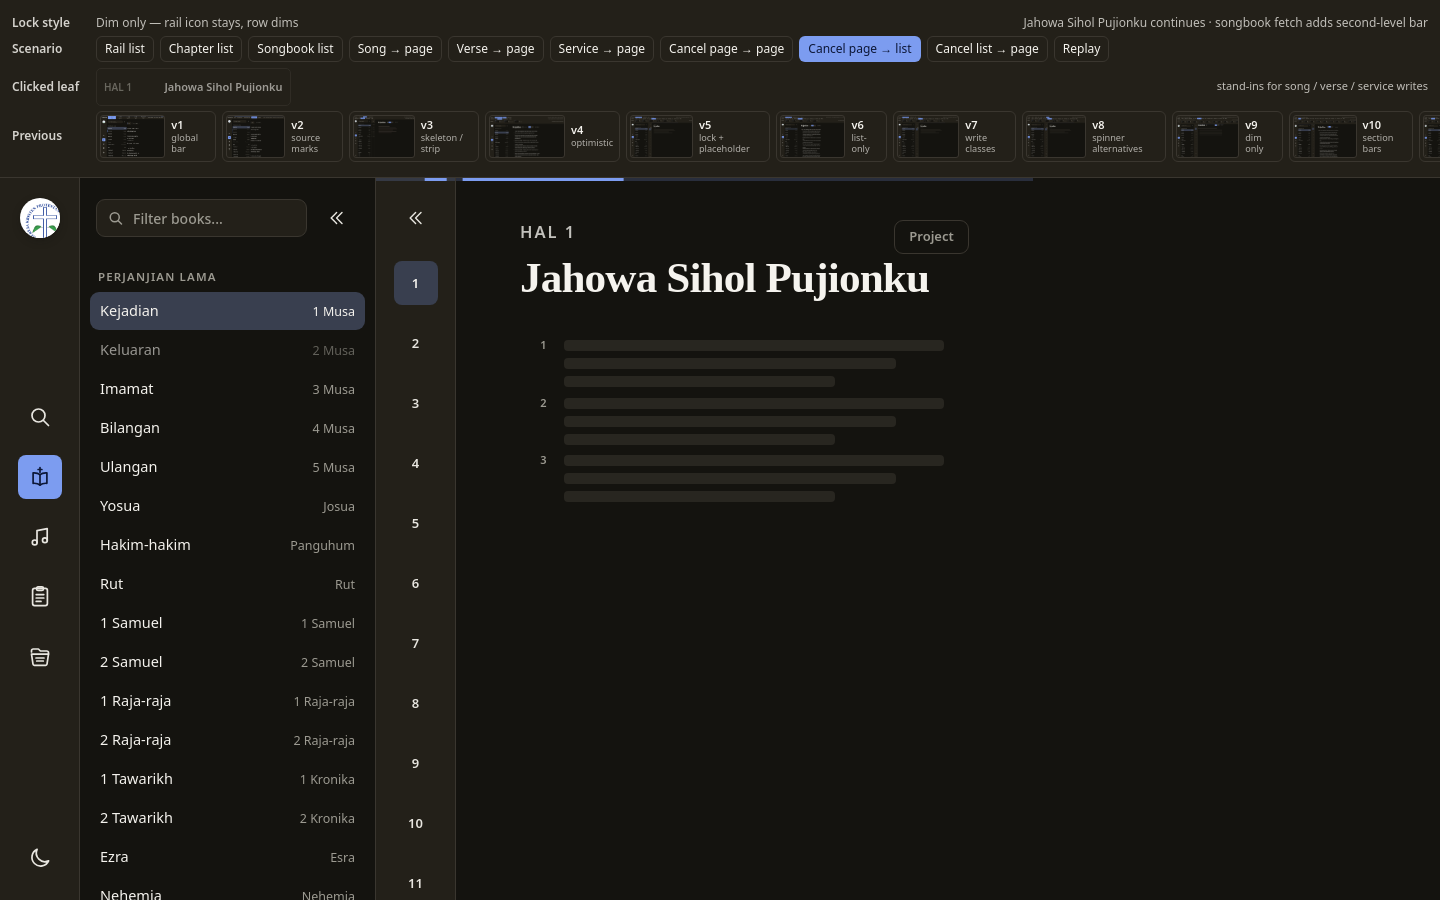 Lock style Dim only — rail icon stays, row dims Jahowa Sihol Pujionku continues · songbook fetch adds second-level bar
Scenario Rail list Chapter list Songbook list Song → page Verse → page Service → page Cancel page → page Cancel page → list Cancel list → page Replay
Clicked leaf HAL 1 Jahowa Sihol Pujionku stand-ins for song / verse / service writes
Previous
v1 global bar
v2 source marks
v3 skeleton / strip
v4 optimistic
v5 lock + placeholder
v6 list-only
v7 write classes
v8 spinner alternatives
v9 dim only
v10 section bars
Filter books...
PERJANJIAN LAMA
Kejadian 1 Musa
Keluaran 2 Musa
Imamat 3 Musa
Bilangan 4 Musa
Ulangan 5 Musa
Yosua Josua
Hakim-hakim Panguhum
Rut Rut
1 Samuel 1 Samuel
2 Samuel 2 Samuel
1 Raja-raja 1 Raja-raja
2 Raja-raja 2 Raja-raja
1 Tawarikh 1 Kronika
2 Tawarikh 2 Kronika
Ezra Esra
Nehemia Nehemia
1
2
3
4
5
6
7
8
9
10
11
HAL 1
Project
Jahowa Sihol Pujionku
1
2
3